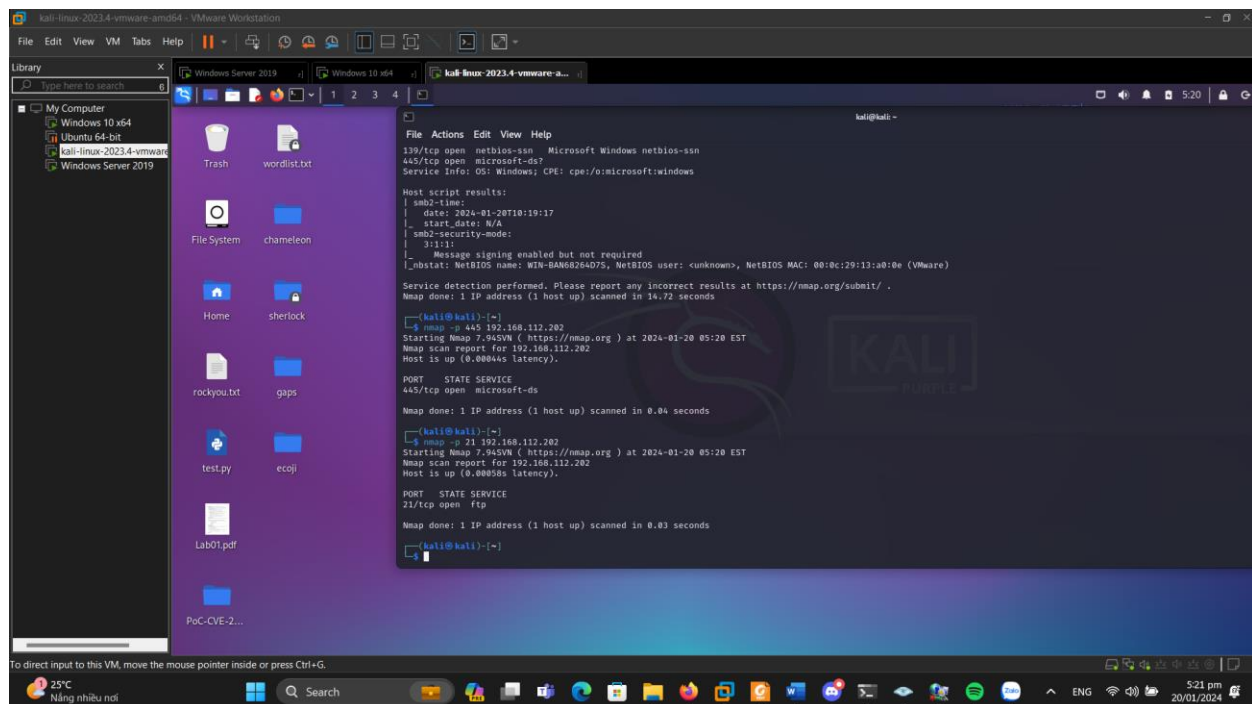 kali-linux-2023.4-vmware-amd64 - VMware Workstation
File Edit View VM Tabs Help
Library X
Type here to search
My Computer
Windows 10 x64
Ubuntu 64-bit
kali-linux-2023.4-vmware
Windows Server 2019
Windows Server 2019
Windows 10 x64
kali-linux-2023.4-vmware-a...
1 2 3 4
5:20
Trash
wordlist.txt
File System
chameleon
Home
sherlock
rockyou.txt
gaps
test.py
ecoji
Lab01.pdf
PoC-CVE-2...
kali@kali: ~
File Actions Edit View Help
139/tcp open netbios-ssn Microsoft Windows netbios-ssn
445/tcp open microsoft-ds?
Service Info: OS: Windows; CPE: cpe:/o:microsoft:windows
Host script results:
| smb2-time:
| date: 2024-01-20T10:19:17
|_ start_date: N/A
| smb2-security-mode:
| 3:1:1:
|_ Message signing enabled but not required
|_nbstat: NetBIOS name: WIN-BAN68264D7S, NetBIOS user: <unknown>, NetBIOS MAC: 00:0c:29:13:a0:0e (VMware)
Service detection performed. Please report any incorrect results at https://nmap.org/submit/ .
Nmap done: 1 IP address (1 host up) scanned in 14.72 seconds
(kali㉿kali)-[~]
$ nmap -p 445 192.168.112.202
Starting Nmap 7.94SVN ( https://nmap.org ) at 2024-01-20 05:20 EST
Nmap scan report for 192.168.112.202
Host is up (0.00044s latency).
PORT STATE SERVICE
445/tcp open microsoft-ds
Nmap done: 1 IP address (1 host up) scanned in 0.04 seconds
(kali㉿kali)-[~]
$ nmap -p 21 192.168.112.202
Starting Nmap 7.94SVN ( https://nmap.org ) at 2024-01-20 05:20 EST
Nmap scan report for 192.168.112.202
Host is up (0.00058s latency).
PORT STATE SERVICE
21/tcp open ftp
Nmap done: 1 IP address (1 host up) scanned in 0.03 seconds
(kali㉿kali)-[~]
$
KALI
PURPLE
To direct input to this VM, move the mouse pointer inside or press Ctrl+G.
1
25°C
Nắng nhiều nơi
Search
Zalo
ENG
5:21 pm
20/01/2024